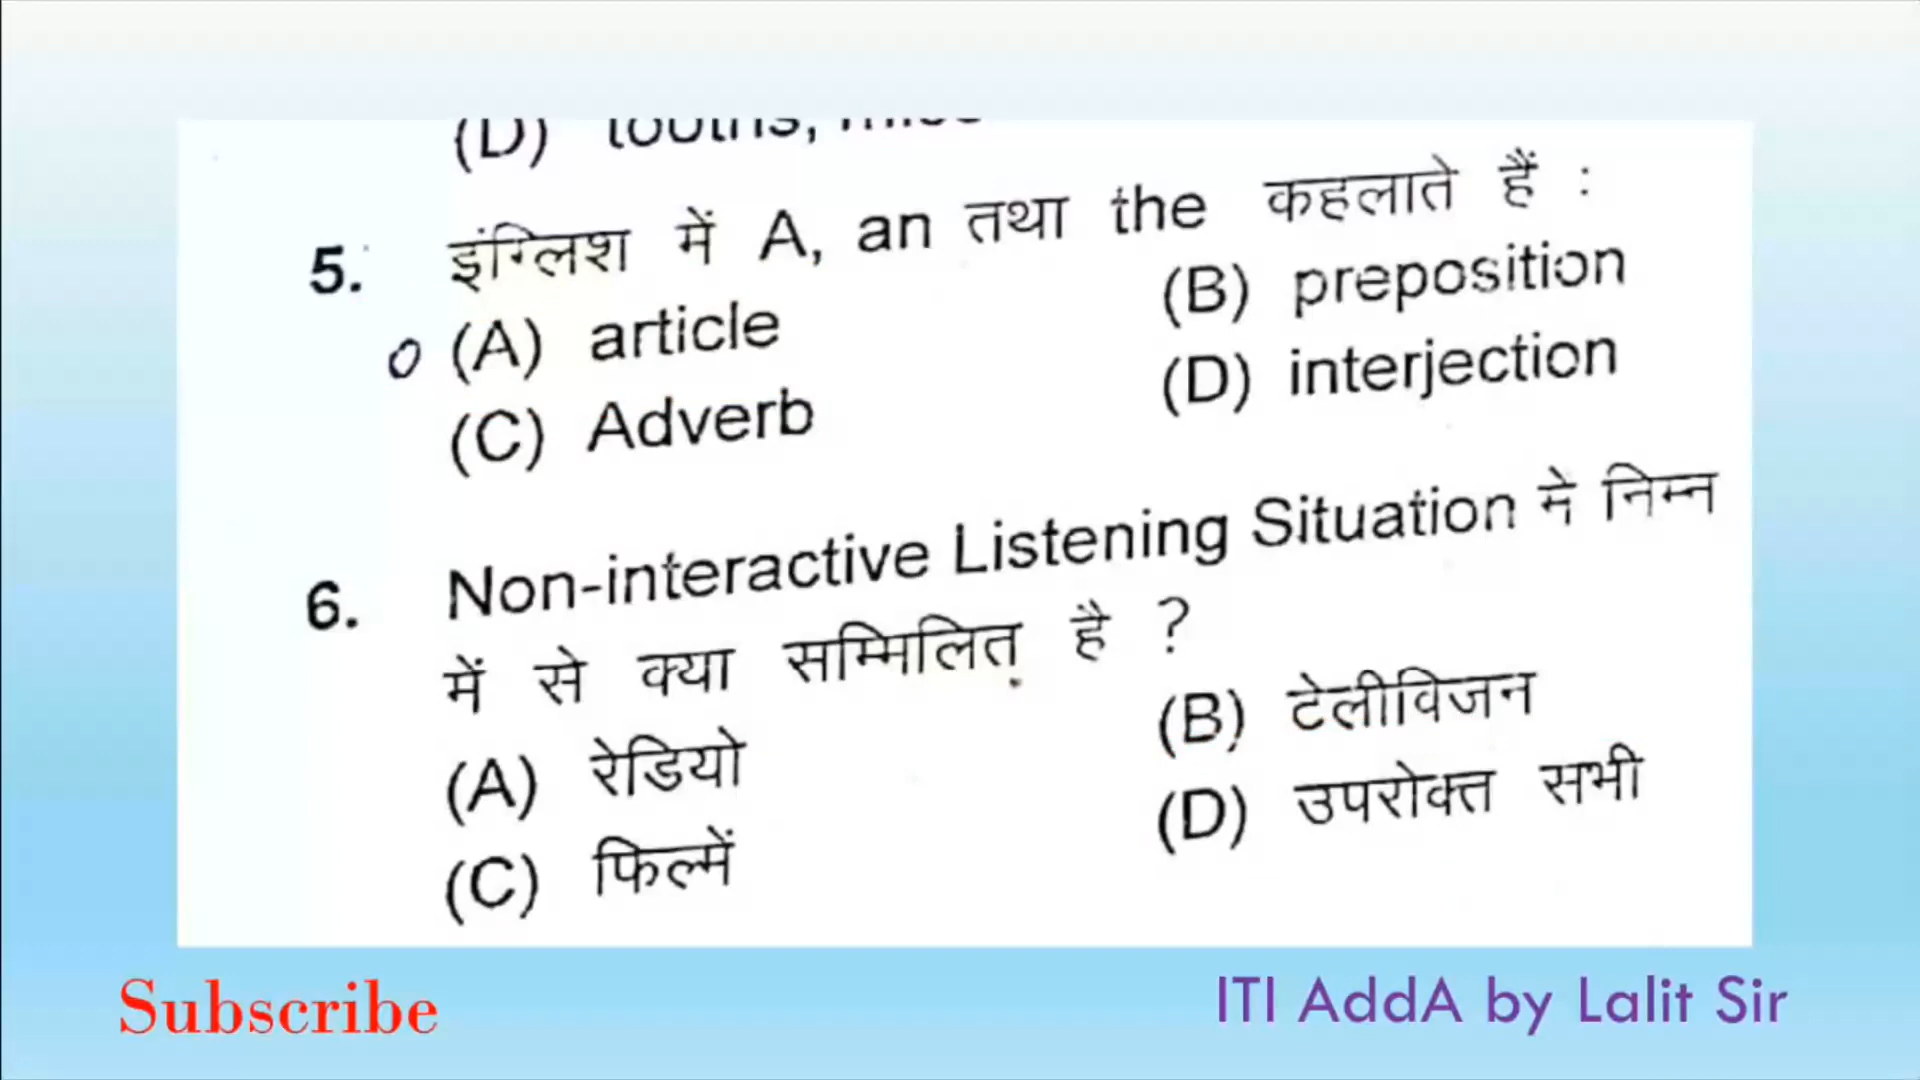 (D)
5. इंग्लिश में A, an तथा the कहलाते हैं :
(A) article (B) preposition
(C) Adverb (D) interjection
6. Non-interactive Listening Situation मे निम्न
में से क्या सम्मिलित है ?
(A) रेडियो (B) टेलीविजन
(C) फिल्में (D) उपरोक्त सभी
Subscribe ITI AddA by Lalit Sir